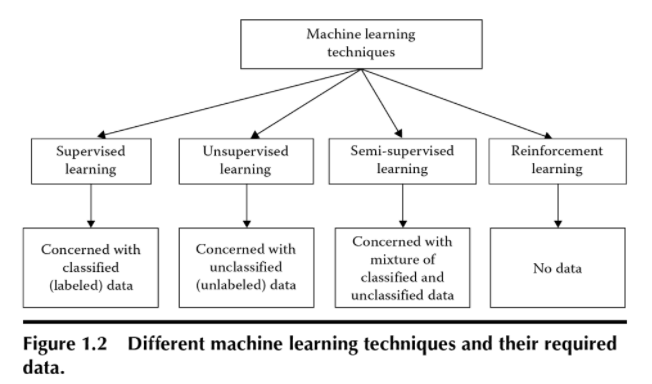 Machine learning
techniques
Supervised
learning
Unsupervised
learning
Semi-supervised
learning
Reinforcement
learning
Concerned with
classified
(labeled) data
Concerned with
unclassified
(unlabeled) data
Concerned with
mixture of
classified and
unclassified data
No data
Figure 1.2 Different machine learning techniques and their required
data.